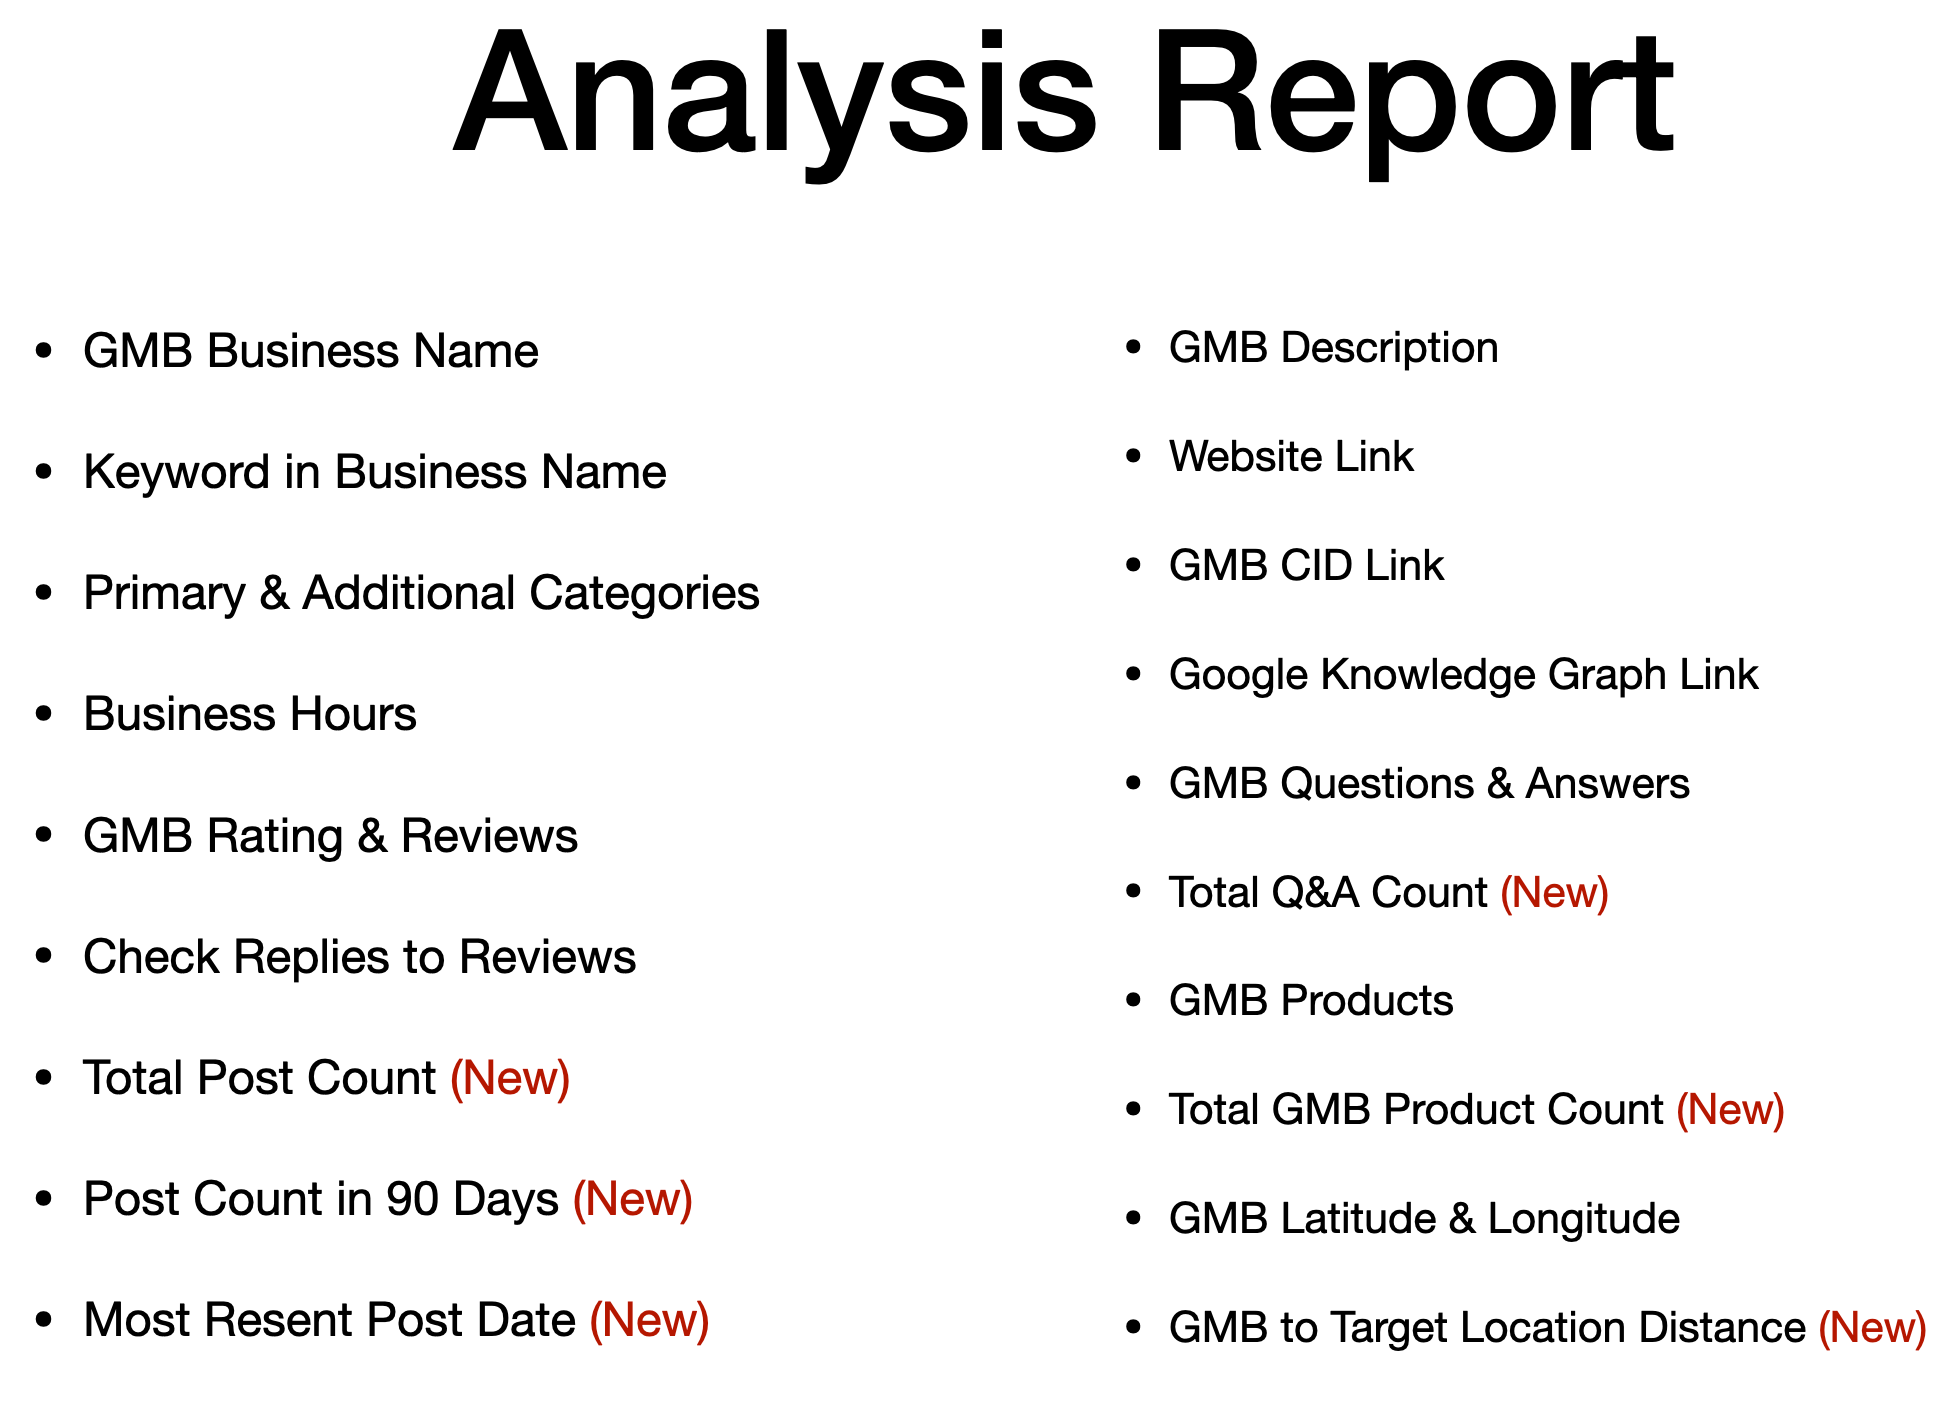 Analysis Report
• GMB Business Name
• Keyword in Business Name
• Primary & Additional Categories
• Business Hours
• GMB Rating & Reviews
• Check Replies to Reviews
• Total Post Count (New)
• Post Count in 90 Days (New)
• Most Resent Post Date (New)
• GMB Description
• Website Link
• GMB CID Link
• Google Knowledge Graph Link
• GMB Questions & Answers
• Total Q&A Count (New)
• GMB Products
• Total GMB Product Count (New)
• GMB Latitude & Longitude
• GMB to Target Location Distance (New)